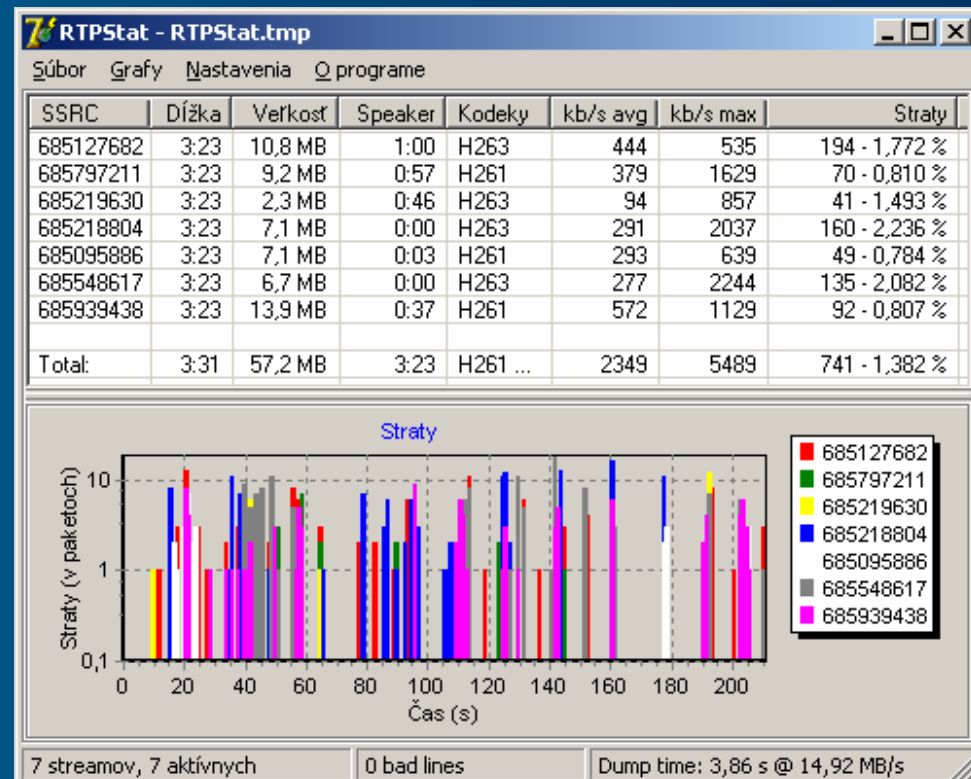 RTPStat - RTPStat.tmp
Súbor Grafy Nastavenia O programe
SSRC Dĺžka Veľkosť Speaker Kodeky kb/s avg kb/s max Straty
685127682 3:23 10,8 MB 1:00 H263 444 535 194 - 1,772 %
685797211 3:23 9,2 MB 0:57 H261 379 1629 70 - 0,810 %
685219630 3:23 2,3 MB 0:46 H263 94 857 41 - 1,493 %
685218804 3:23 7,1 MB 0:00 H263 291 2037 160 - 2,236 %
685095886 3:23 7,1 MB 0:03 H261 293 639 49 - 0,784 %
685548617 3:23 6,7 MB 0:00 H263 277 2244 135 - 2,082 %
685939438 3:23 13,9 MB 0:37 H261 572 1129 92 - 0,807 %
Total: 3:31 57,2 MB 3:23 H261 ... 2349 5489 741 - 1,382 %
Straty
Straty (v paketoch)
10
1
0,1
0 20 40 60 80 100 120 140 160 180 200
Čas (s)
685127682
685797211
685219630
685218804
685095886
685548617
685939438
7 streamov, 7 aktívnych 0 bad lines Dump time: 3,86 s @ 14,92 MB/s